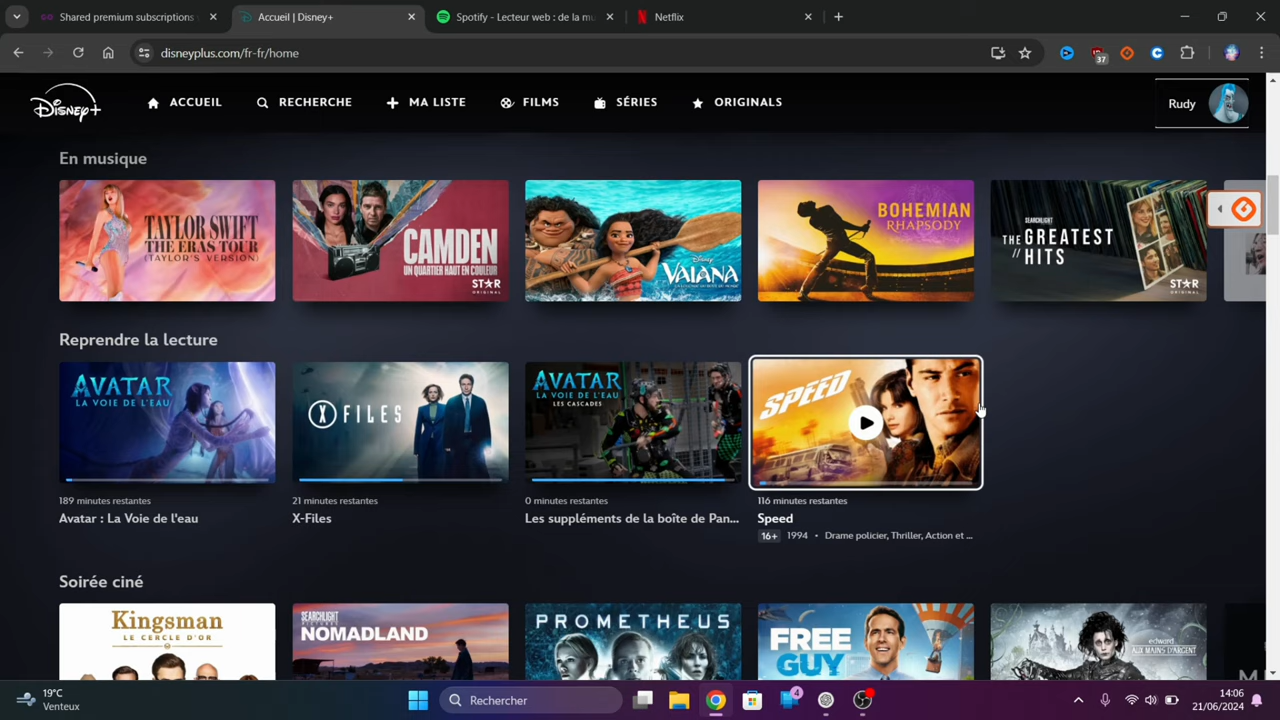 Shared premium subscriptions s
Accueil | Disney+
Spotify - Lecteur web : de la mu
Netflix
disneyplus.com/fr-fr/home
37
Disney+
ACCUEIL
RECHERCHE
MA LISTE
FILMS
SÉRIES
ORIGINALS
Rudy
En musique
TAYLOR SWIFT
THE ERAS TOUR
(TAYLOR'S VERSION)
CAMDEN
UN QUARTIER HAUT EN COULEUR
STAR
ORIGINAL
Disney
VAIANA
BOHEMIAN
RHAPSODY
SEARCHLIGHT
THE GREATEST
HITS
STAR
ORIGINAL
Reprendre la lecture
AVATAR
LA VOIE DE L'EAU
X FILES
AVATAR
LA VOIE DE L'EAU
LES CASCADES
SPEED
189 minutes restantes
Avatar : La Voie de l'eau
21 minutes restantes
X-Files
0 minutes restantes
Les suppléments de la boîte de Pan...
116 minutes restantes
Speed
16+ 1994 • Drame policier, Thriller, Action et ...
Soirée ciné
Kingsman
LE CERCLE D'OR
SEARCHLIGHT
PICTURES
NOMADLAND
PROMETHEUS
FREE
GUY
edward
AUX MAINS D'ARGENT
19°C
Venteux
Rechercher
4
14:06
21/06/2024